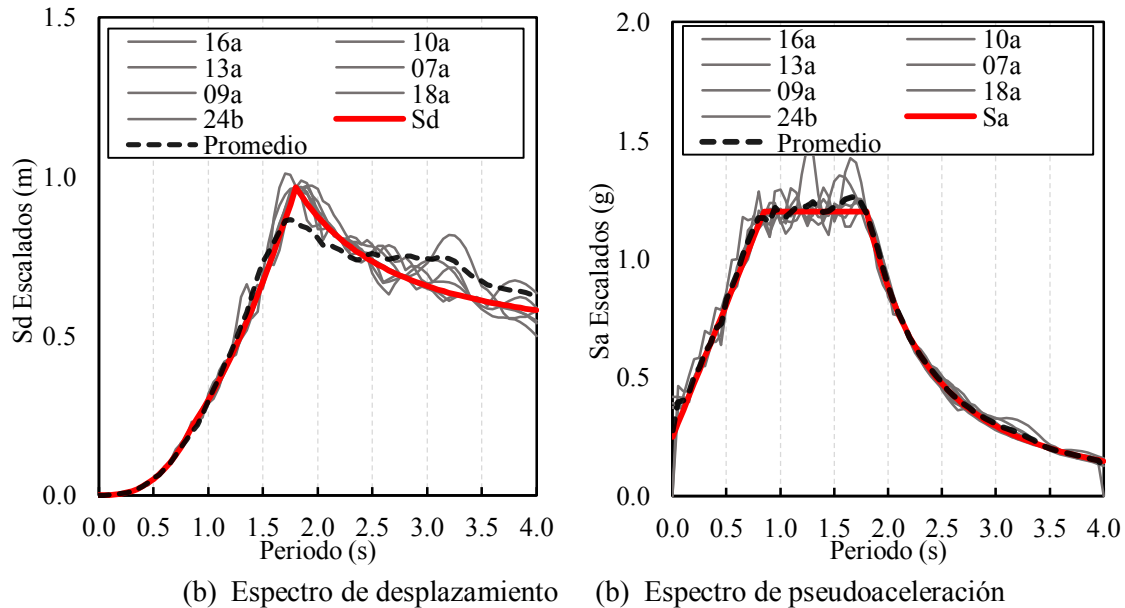 1.5
1.0
0.5
0.0
Sd Escalados (m)
16a 10a
13a 07a
09a 18a
24b Sd
Promedio
0.0 0.5 1.0 1.5 2.0 2.5 3.0 3.5 4.0
Periodo (s)
(b) Espectro de desplazamiento
2.0
1.5
1.0
0.5
0.0
Sa Escalados (g)
16a 10a
13a 07a
09a 18a
24b Sa
Promedio
0.0 0.5 1.0 1.5 2.0 2.5 3.0 3.5 4.0
Periodo (s)
(b) Espectro de pseudoaceleración